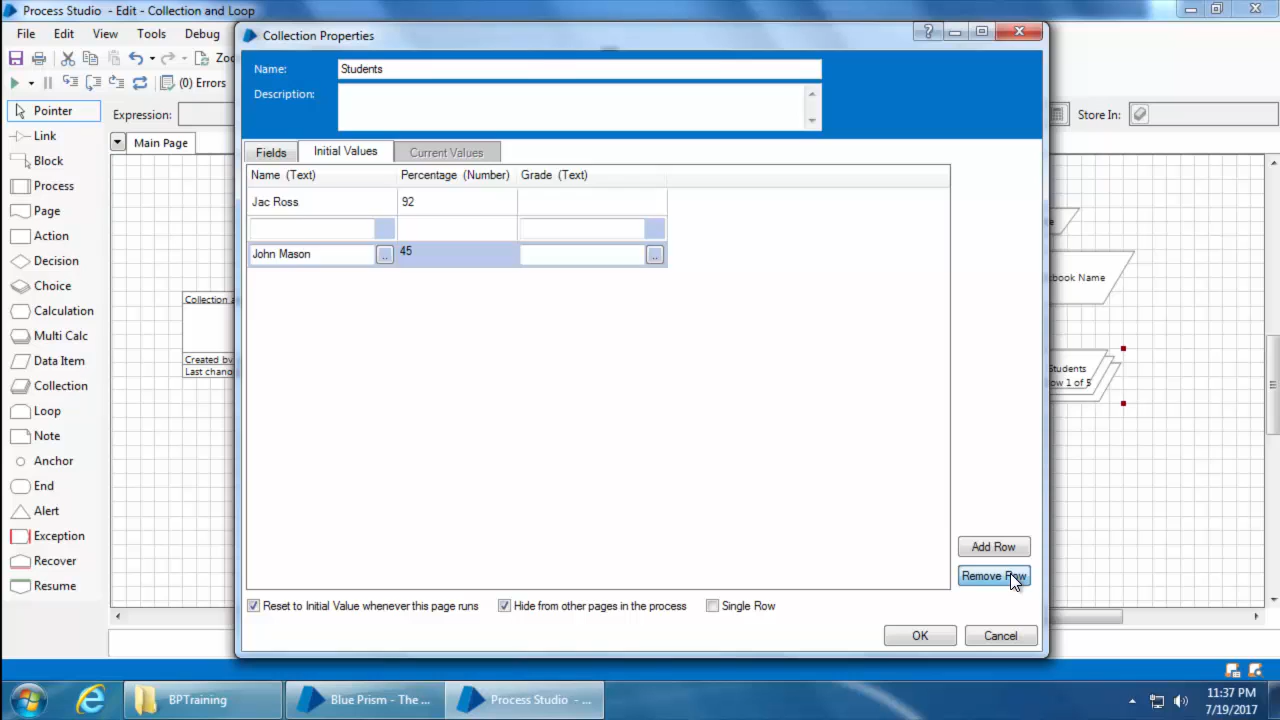 Process Studio - Edit - Collection and Loop
File Edit View Tools Debug
Collection Properties
Name: Students
Description:
(0) Errors
Expression:
Store In:
Main Page
Fields Initial Values Current Values
Pointer
Link
Block
Process
Page
Action
Decision
Choice
Calculation
Multi Calc
Data Item
Collection
Loop
Note
Anchor
End
Alert
Exception
Recover
Resume
Name (Text) Percentage (Number) Grade (Text)
Jac Ross 92
John Mason ... 45 ...
Collection
Created by
Students
Add Row
Remove Row
Reset to Initial Value whenever this page runs Hide from other pages in the process Single Row
OK Cancel
BPTraining Blue Prism - The ... Process Studio - ...
11:37 PM
7/19/2017